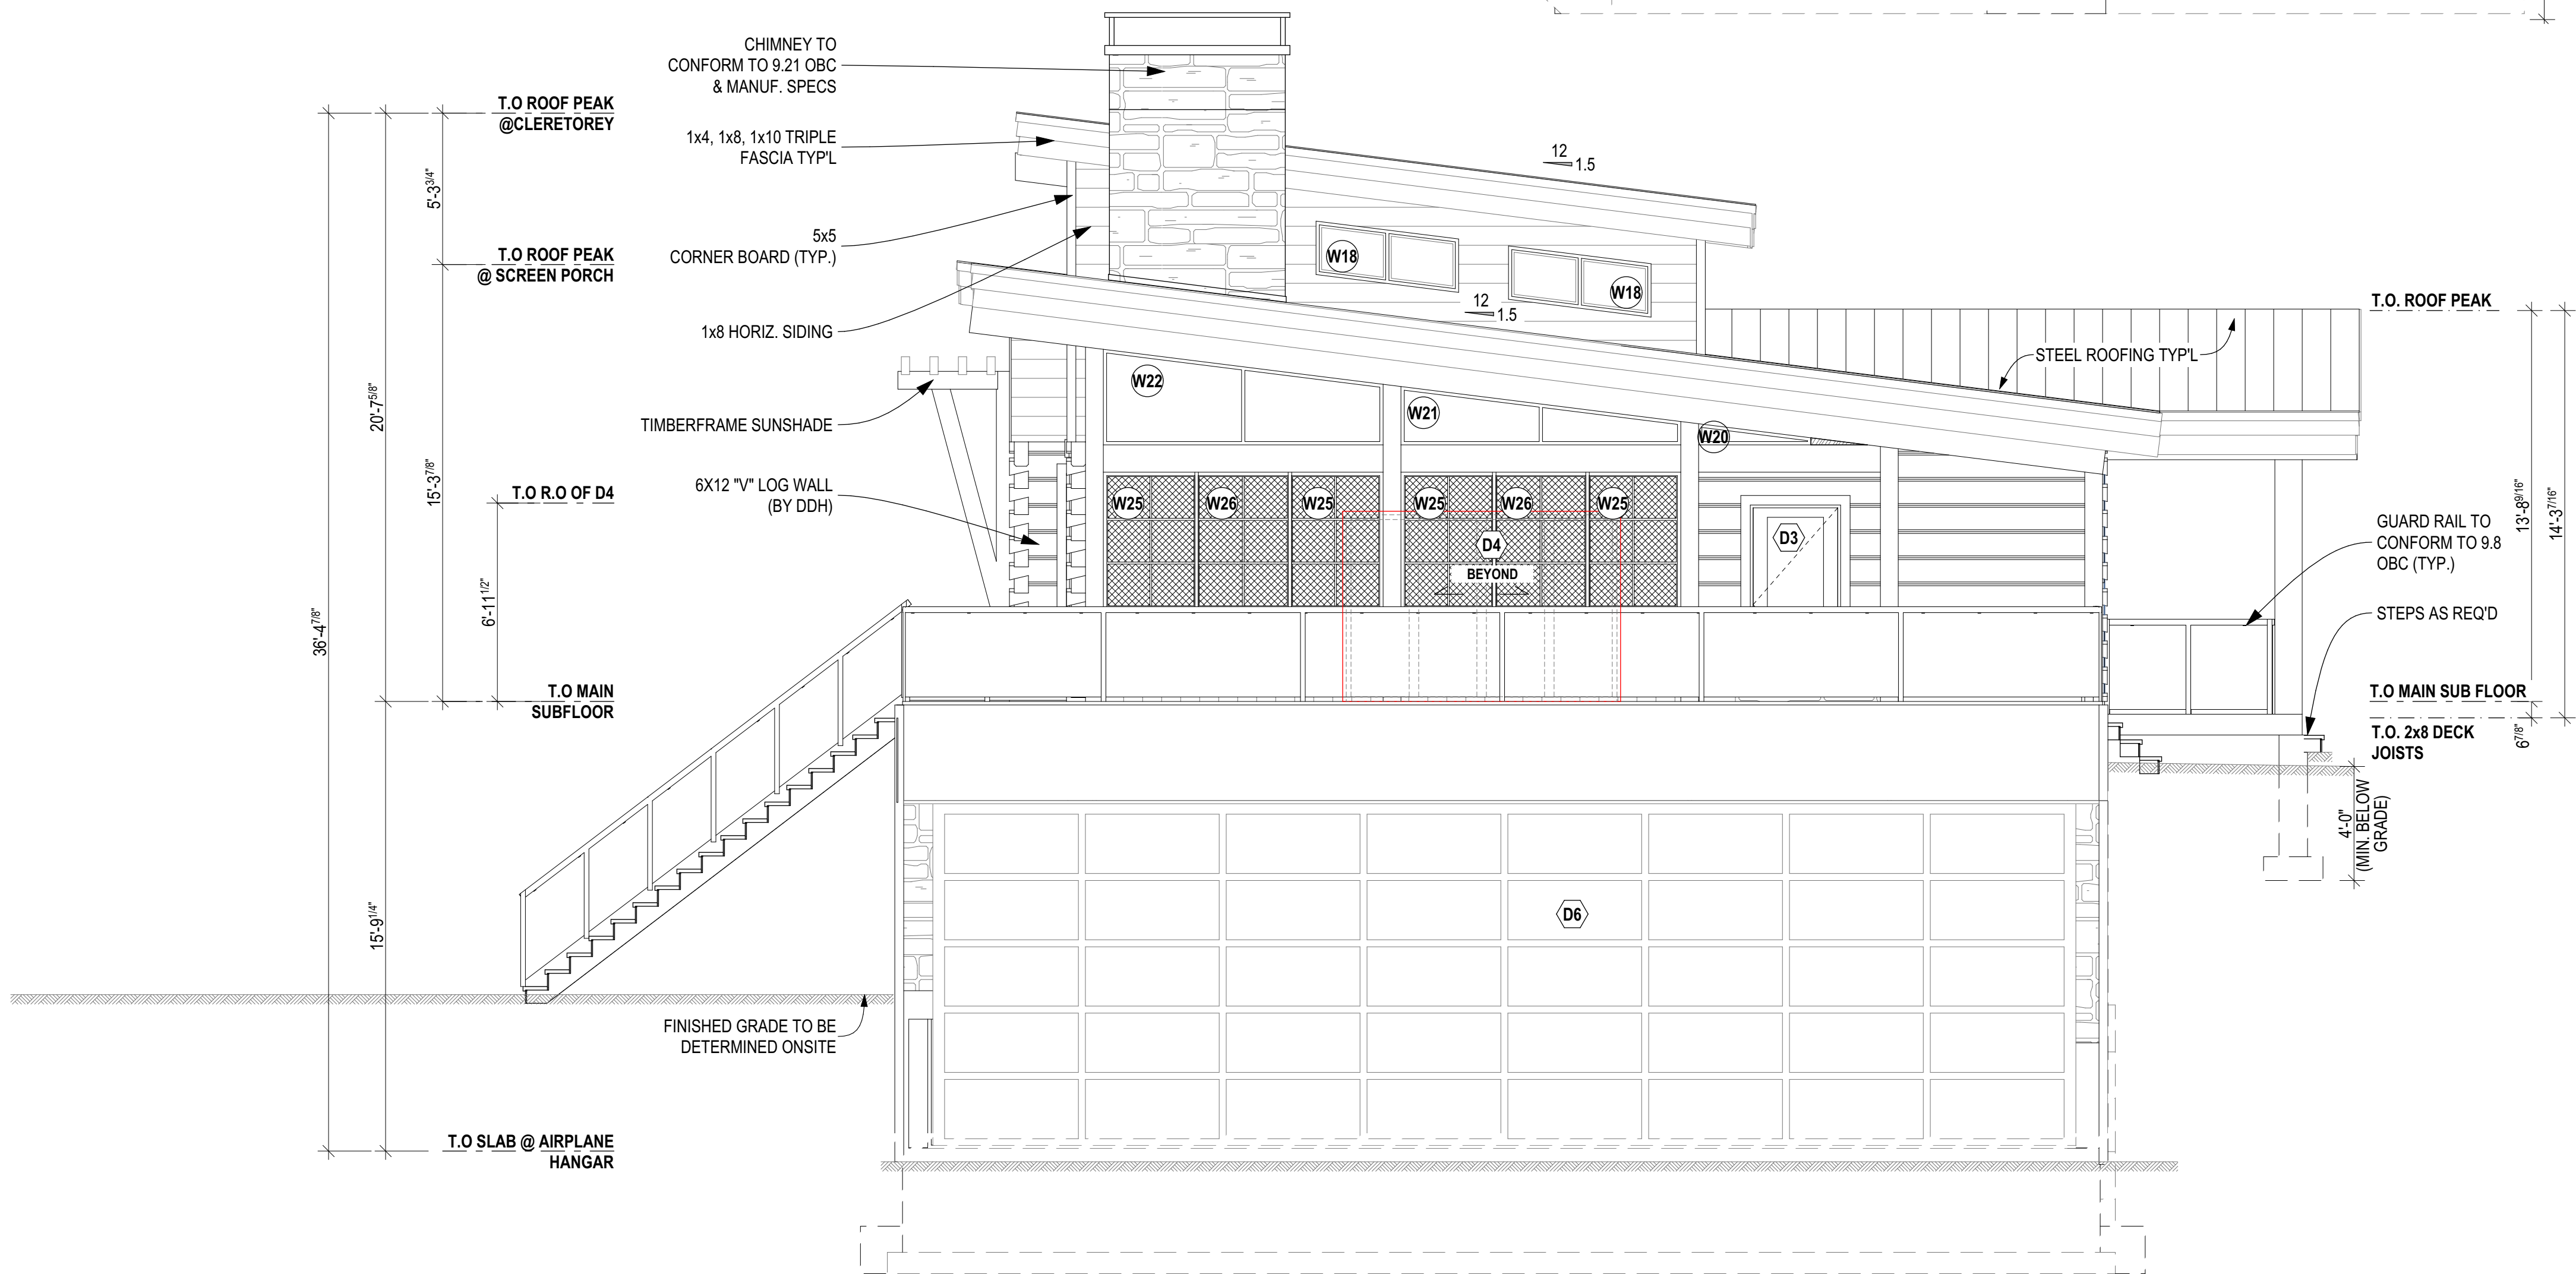 CHIMNEY TO
CONFORM TO 9.21 OBC
& MANUF. SPECS
T.O ROOF PEAK
@CLERETOREY
1x4, 1x8, 1x10 TRIPLE
FASCIA TYP'L
12
1.5
5'-3 3/4"
5x5
CORNER BOARD (TYP.)
T.O ROOF PEAK
@ SCREEN PORCH
W18
W18
12
1.5
T.O. ROOF PEAK
1x8 HORIZ. SIDING
STEEL ROOFING TYP'L
W22
W21
W20
TIMBERFRAME SUNSHADE
20'-7 5/8"
15'-3 7/8"
6X12 "V" LOG WALL
(BY DDH)
T.O R.O OF D4
W25
W26
W25
W25
W26
W25
D4
BEYOND
D3
13'-8 9/16"
14'-3 7/16"
GUARD RAIL TO
CONFORM TO 9.8
OBC (TYP.)
STEPS AS REQ'D
6'-11 1/2"
36'-4 7/8"
T.O MAIN
SUBFLOOR
T.O MAIN SUB FLOOR
T.O. 2x8 DECK
JOISTS
6 7/8"
4'-0"
(MIN. BELOW
GRADE)
15'-9 1/4"
D6
FINISHED GRADE TO BE
DETERMINED ONSITE
T.O SLAB @ AIRPLANE
HANGAR